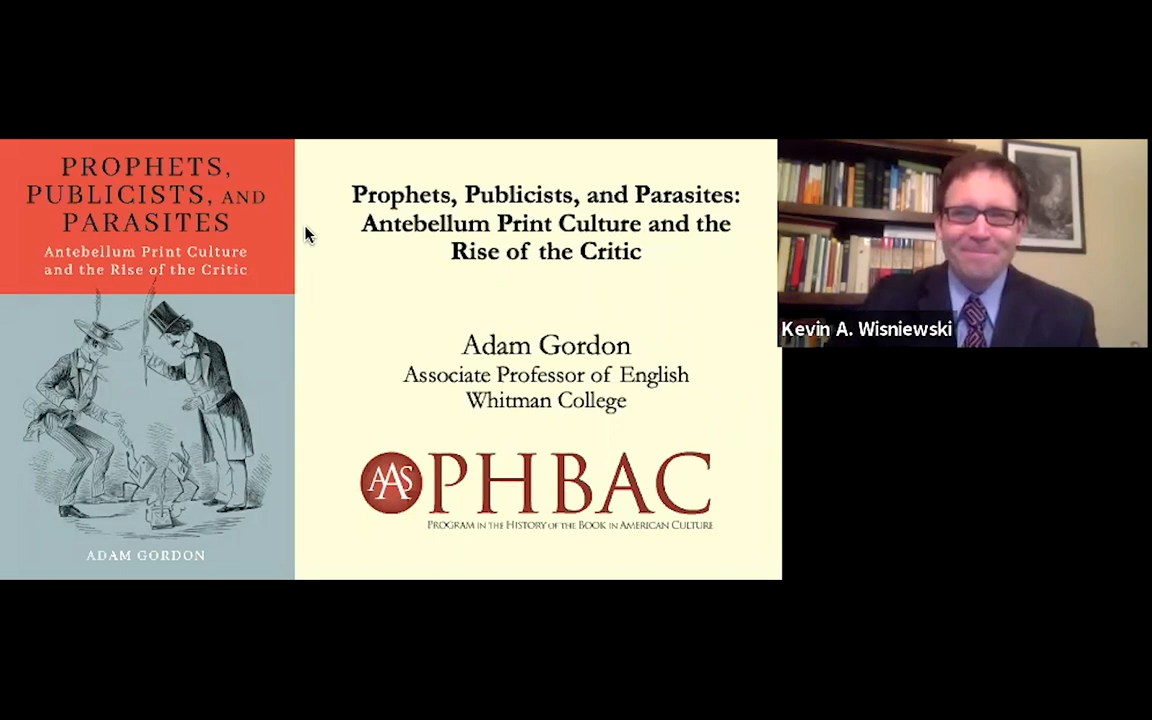 PROPHETS,
PUBLICISTS, AND
PARASITES
Antebellum Print Culture
and the Rise of the Critic
ADAM GORDON
Prophets, Publicists, and Parasites:
Antebellum Print Culture and the
Rise of the Critic
Adam Gordon
Associate Professor of English
Whitman College
AAS PHBAC
PROGRAM IN THE HISTORY OF THE BOOK IN AMERICAN CULTURE
Kevin A. Wisniewski